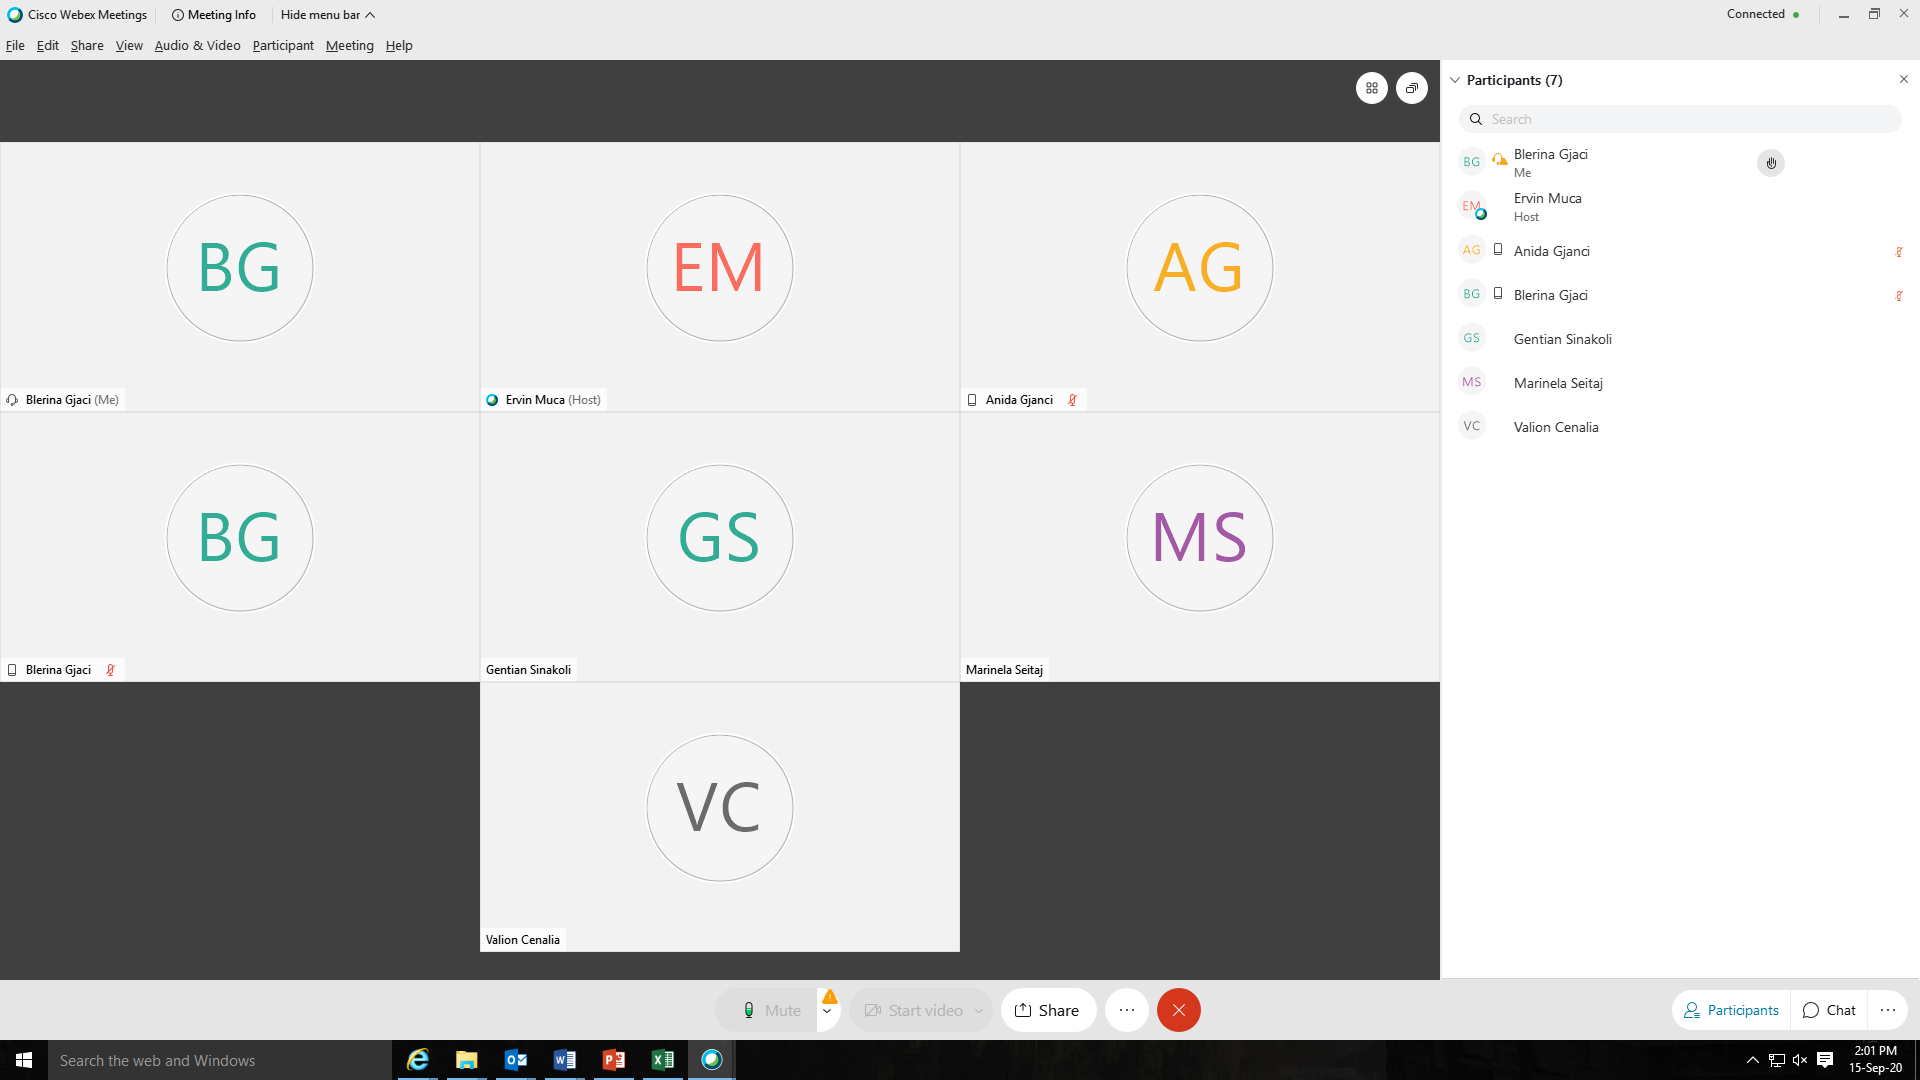 Cisco Webex Meetings
Meeting Info
Hide menu bar
Connected
File Edit Share View Audio & Video Participant Meeting Help
Participants (7)
Search
BG
Blerina Gjaci
Me
EM
Ervin Muca
Host
AG
Anida Gjanci
BG
Blerina Gjaci
GS
Gentian Sinakoli
MS
Marinela Seitaj
VC
Valion Cenalia
BG
EM
AG
Blerina Gjaci (Me)
Ervin Muca (Host)
Anida Gjanci
BG
GS
MS
Blerina Gjaci
Gentian Sinakoli
Marinela Seitaj
VC
Valion Cenalia
Mute
Start video
Share
Participants
Chat
Search the web and Windows
2:01 PM
15-Sep-20